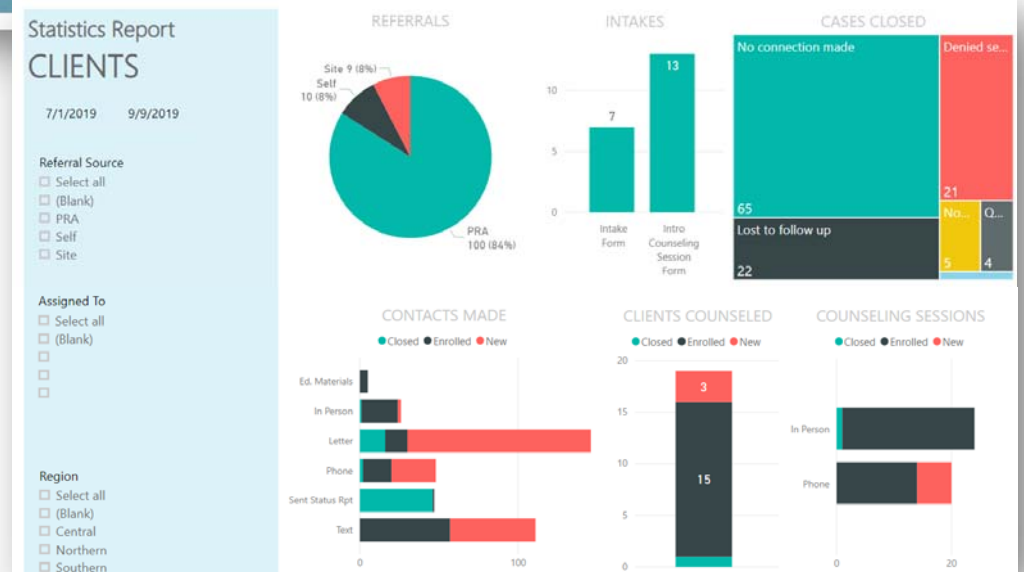 Statistics Report
CLIENTS
7/1/2019 9/9/2019
Referral Source
Select all
(Blank)
PRA
Self
Site
Assigned To
Select all
(Blank)
Region
Select all
(Blank)
Central
Northern
Southern
REFERRALS
Site 9 (8%)
Self
10 (8%)
PRA
100 (84%)
INTAKES
10
5
0
7
13
Intake
Form
Intro
Counseling
Session
Form
CASES CLOSED
No connection made
65
Lost to follow up
22
Denied se...
21
No...
5
Q...
4
CONTACTS MADE
Closed Enrolled New
Ed. Materials
In Person
Letter
Phone
Sent Status Rpt
Text
0 100
CLIENTS COUNSELED
Closed Enrolled New
20
15
10
5
0
3
15
COUNSELING SESSIONS
Closed Enrolled New
In Person
Phone
0 20